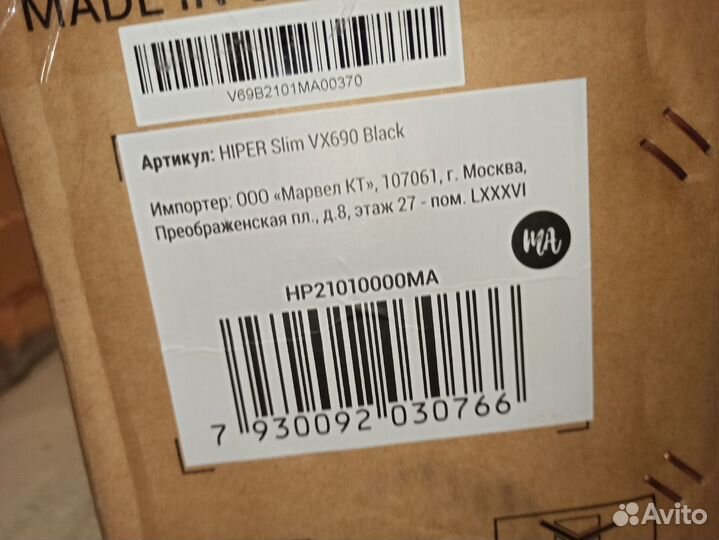 MADE IN
V69B2101MA00370
Артикул: HIPER Slim VX690 Black
Импортер: ООО «Марвел КТ», 107061, г. Москва,
Преображенская пл., д.8, этаж 27 - пом. LXXXVI
MA
HP21010000MA
7 930092 030766
Avito